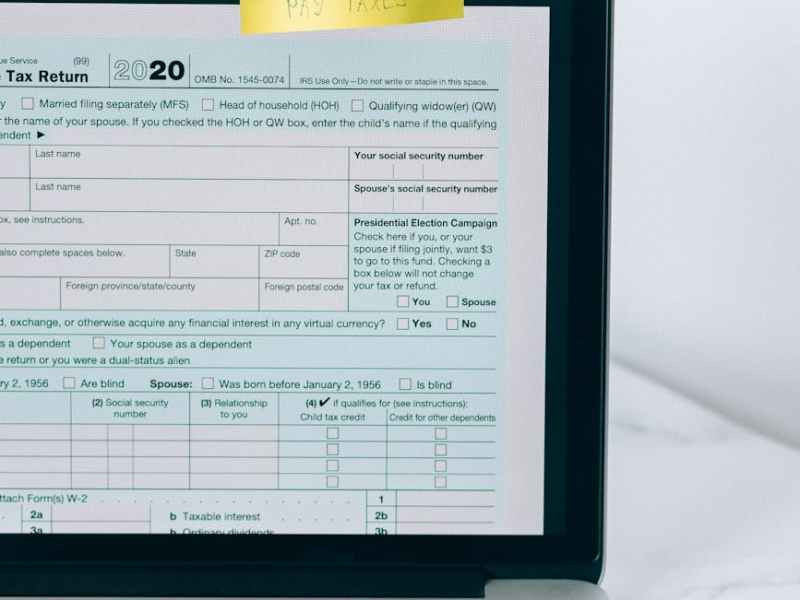 PAY TAXES
ue Service (99)
Tax Return
2020
OMB No. 1545-0074
IRS Use Only—Do not write or staple in this space.
y Married filing separately (MFS) Head of household (HOH) Qualifying widow(er) (QW)
the name of your spouse. If you checked the HOH or QW box, enter the child's name if the qualifying
endent ▶
Last name
Your social security number
Last name
Spouse's social security number
ox, see instructions.
Apt. no.
Presidential Election Campaign
Check here if you, or your
spouse if filing jointly, want $3
to go to this fund. Checking a
box below will not change
your tax or refund.
You Spouse
also complete spaces below.
State
ZIP code
Foreign province/state/county
Foreign postal code
d, exchange, or otherwise acquire any financial interest in any virtual currency? Yes No
s a dependent Your spouse as a dependent
e return or you were a dual-status alien
ry 2, 1956 Are blind Spouse: Was born before January 2, 1956 Is blind
(2) Social security
number
(3) Relationship
to you
(4) ✔ if qualifies for (see instructions):
Child tax credit Credit for other dependents
ttach Form(s) W-2 . . . . . . . . . . . . . . . . 1
2a b Taxable interest . . . . . 2b
3a b Ordinary dividends 3b